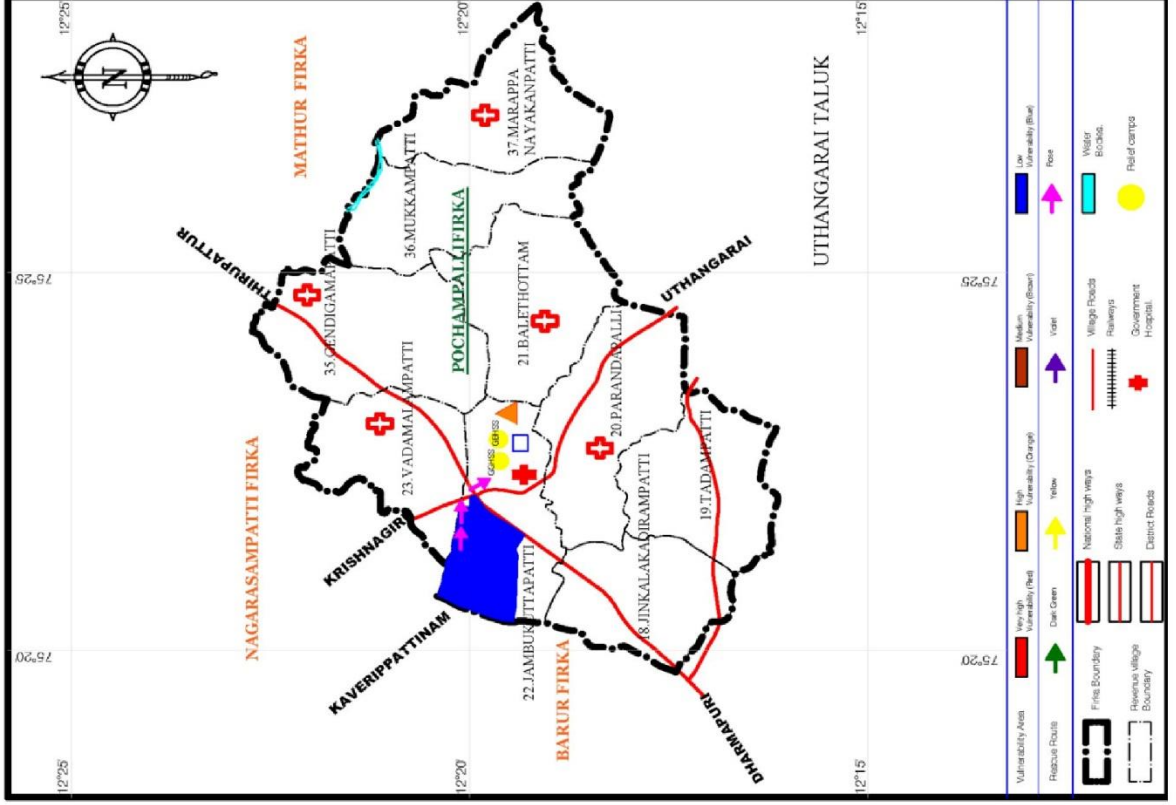 12°25
12°20
12°15
N
MATHUR FIRKA
NAGARASAMPATTI FIRKA
BARUR FIRKA
UTHANGARAI TALUK
POCHAMPALLIFIRKA
THIRUPATTUR
KRISHNAGIRI
KAVERIPPATTINAM
DHARMAPURI
UTHANGARAI
37.MARAPPA
NAYAKANPATTI
36.MUKKAMPATTI
35.GENDIGAMAPATTI
23.VADAMALAMPATTI
21.BALETHOTTAM
GGHSS GBHSS
20.PARANDAPALLI
22.JAMBUKUTTAPATTI
18.JINKALAKADIRAMPATTI
19.TADAMPATTI
75°25
75°20
75°25
75°20
12°25
12°20
12°15
Vulnerability Area
Very high
Vulnerability (Red)
High
Vulnerability (Orange)
Medium
Vulnerability (Brown)
Low
Vulnerability (Blue)
Rescue Route
Dark Green
Yellow
Violet
Rose
Firka Boundary
National high ways
Village Roads
Water
Bodies.
State high ways
Railways
Revenue village
Boundary
District Roads
Government
Hospital.
Relief camps